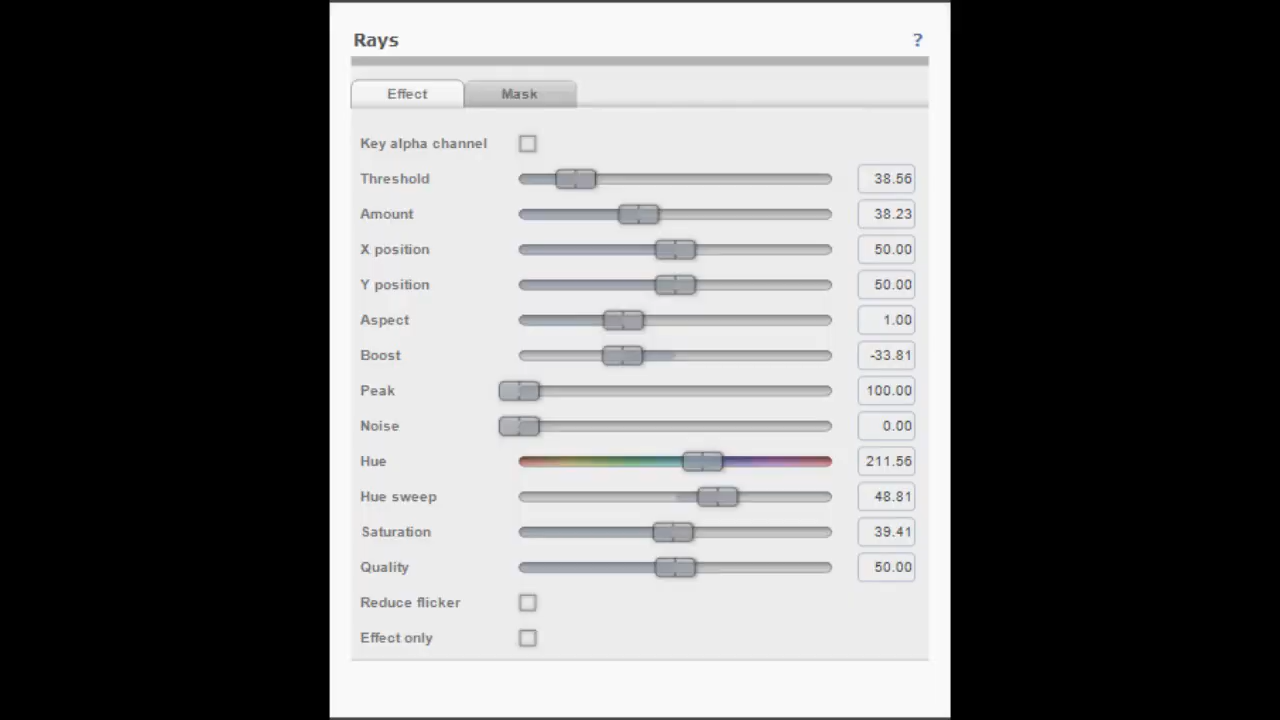 Rays ?
Effect Mask
Key alpha channel
Threshold 38.56
Amount 38.23
X position 50.00
Y position 50.00
Aspect 1.00
Boost -33.81
Peak 100.00
Noise 0.00
Hue 211.56
Hue sweep 48.81
Saturation 39.41
Quality 50.00
Reduce flicker
Effect only